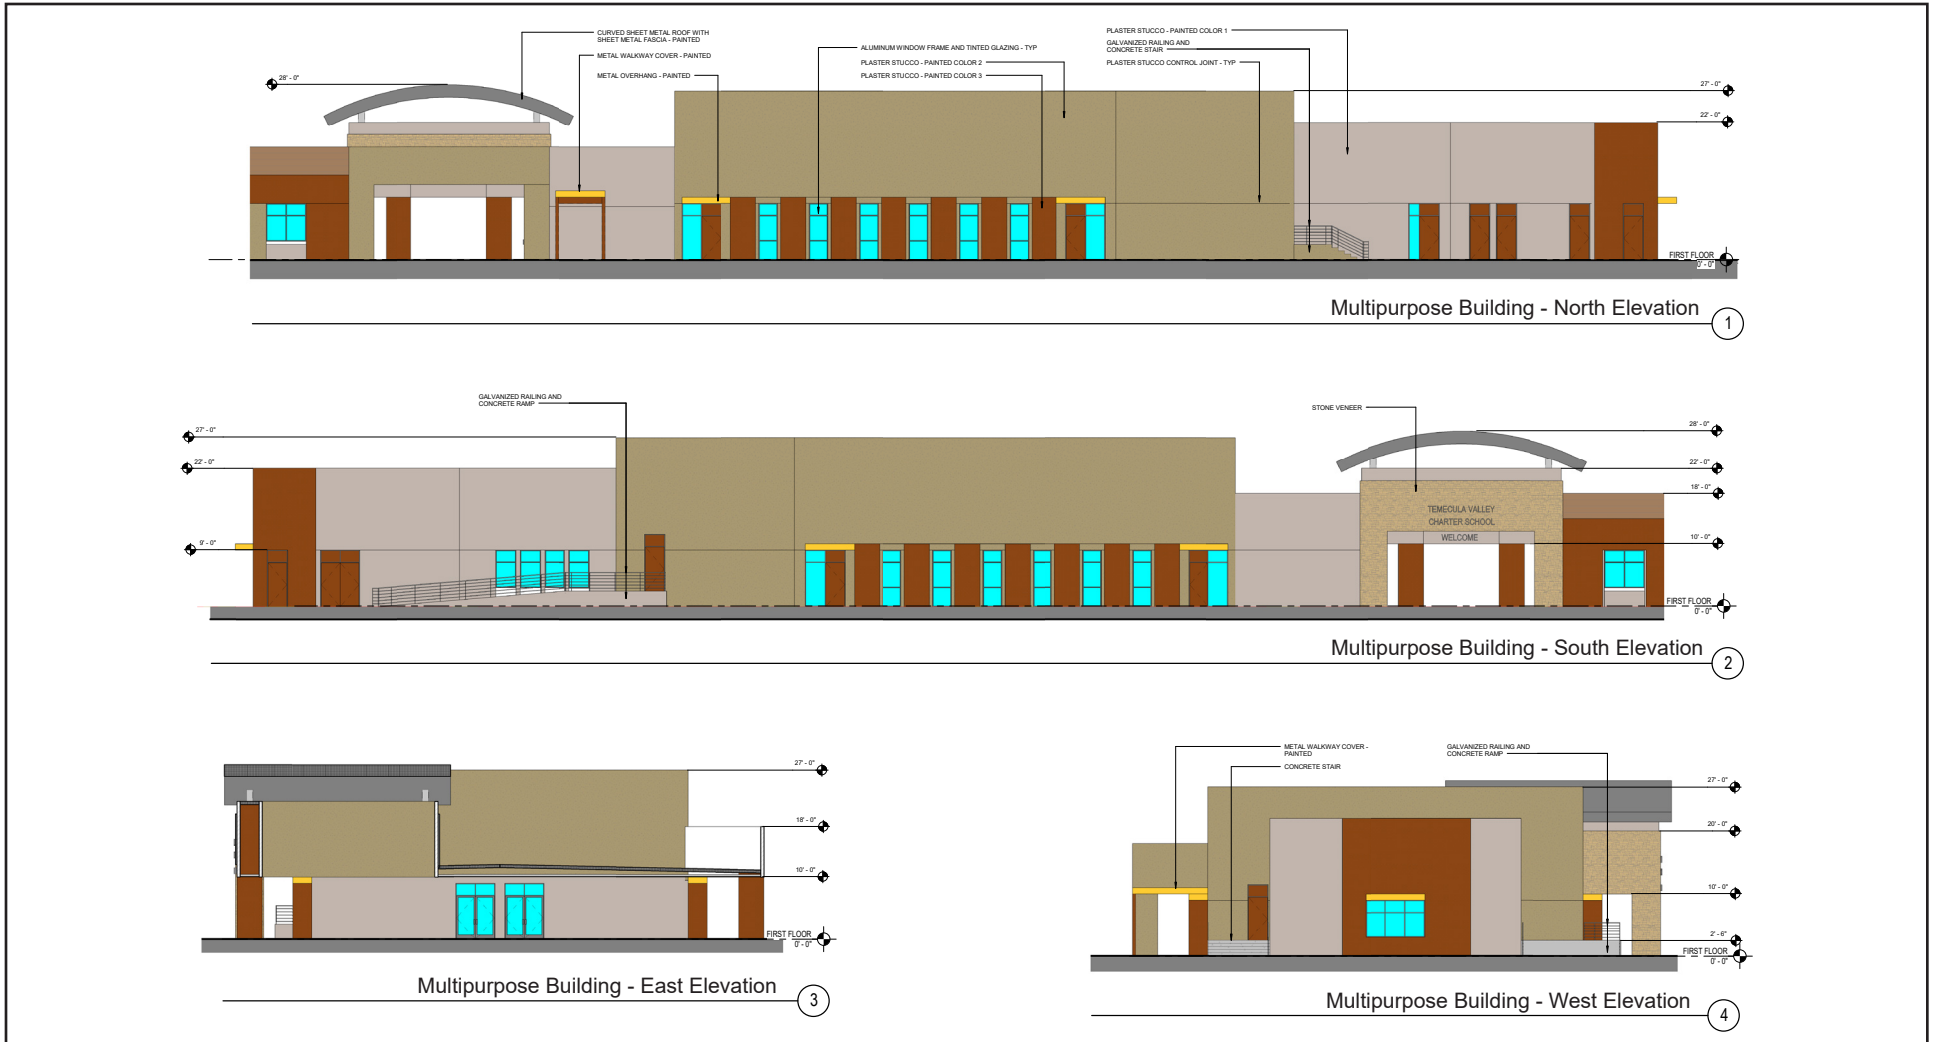 CURVED SHEET METAL ROOF WITH
SHEET METAL FASCIA - PAINTED
METAL WALKWAY COVER - PAINTED
METAL OVERHANG - PAINTED
ALUMINUM WINDOW FRAME AND TINTED GLAZING - TYP
PLASTER STUCCO - PAINTED COLOR 2
PLASTER STUCCO - PAINTED COLOR 3
PLASTER STUCCO - PAINTED COLOR 1
GALVANIZED RAILING AND
CONCRETE STAIR
PLASTER STUCCO CONTROL JOINT - TYP
28' - 0"
27' - 0"
22' - 0"
FIRST FLOOR
0' - 0"
Multipurpose Building - North Elevation
1
GALVANIZED RAILING AND
CONCRETE RAMP
STONE VENEER
27' - 0"
22' - 0"
9' - 0"
28' - 0"
22' - 0"
18' - 0"
10' - 0"
TEMECULA VALLEY
CHARTER SCHOOL
WELCOME
FIRST FLOOR
0' - 0"
Multipurpose Building - South Elevation
2
27' - 0"
18' - 0"
10' - 0"
FIRST FLOOR
0' - 0"
Multipurpose Building - East Elevation
3
METAL WALKWAY COVER -
PAINTED
CONCRETE STAIR
GALVANIZED RAILING AND
CONCRETE RAMP
27' - 0"
20' - 0"
10' - 0"
2' - 6"
FIRST FLOOR
0' - 0"
Multipurpose Building - West Elevation
4